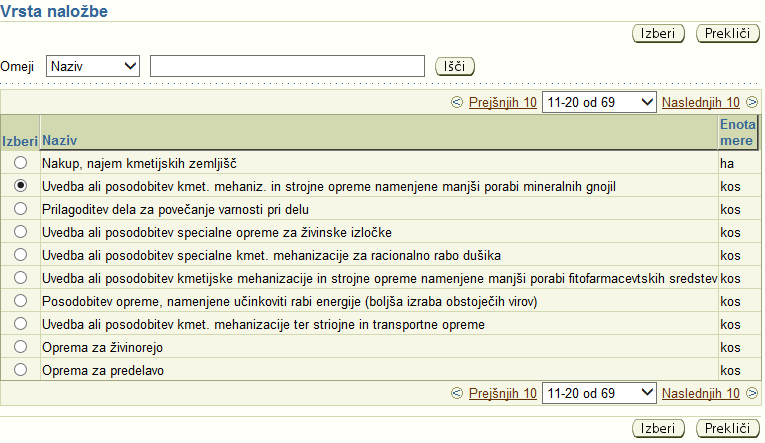 Vrsta naložbe
Izberi Prekliči
Omeji Naziv Išči
Prejšnjih 10 11-20 od 69 Naslednjih 10
Izberi Naziv Enota mere
Nakup, najem kmetijskih zemljišč ha
Uvedba ali posodobitev kmet. mehaniz. in strojne opreme namenjene manjši porabi mineralnih gnojil kos
Prilagoditev dela za povečanje varnosti pri delu kos
Uvedba ali posodobitev specialne opreme za živinske izločke kos
Uvedba ali posodobitev specialne kmet. mehanizacije za racionalno rabo dušika kos
Uvedba ali posodobitev kmetijske mehanizacije in strojne opreme namenjene manjši porabi fitofarmacevtskih sredstev kos
Posodobitev opreme, namenjene učinkoviti rabi energije (boljša izraba obstoječih virov) kos
Uvedba ali posodobitev kmet. mehanizacije ter striojne in transportne opreme kos
Oprema za živinorejo kos
Oprema za predelavo kos
Prejšnjih 10 11-20 od 69 Naslednjih 10
Izberi Prekliči